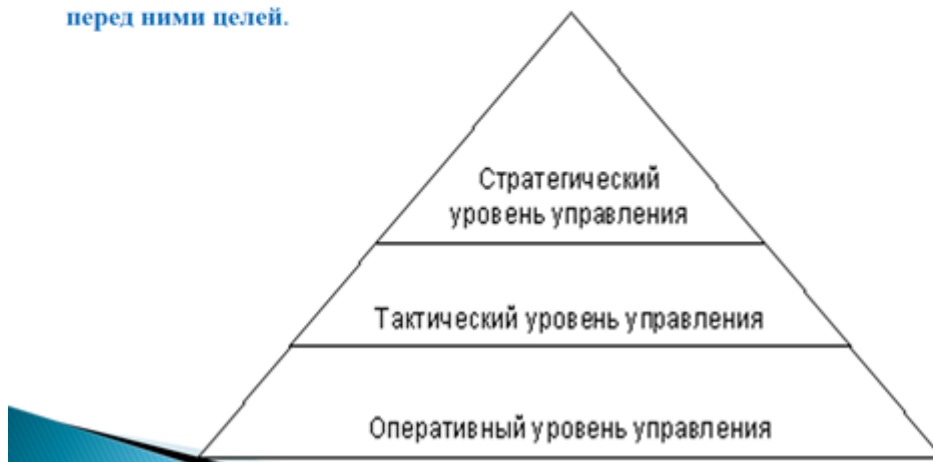 перед ними целей.
Стратегический
уровень управления
Тактический уровень управления
Оперативный уровень управления